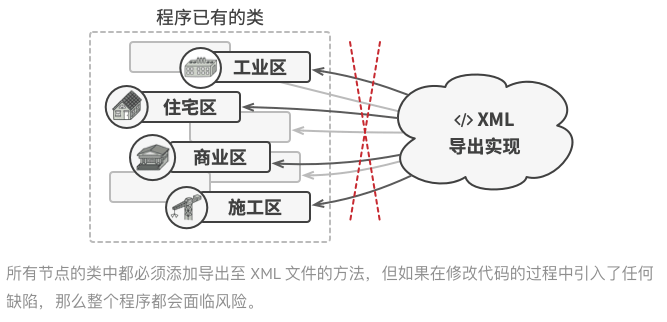 程序已有的类
工业区
住宅区
商业区
施工区
</> XML
导出实现
所有节点的类中都必须添加导出至 XML 文件的方法，但如果在修改代码的过程中引入了任何
缺陷，那么整个程序都会面临风险。